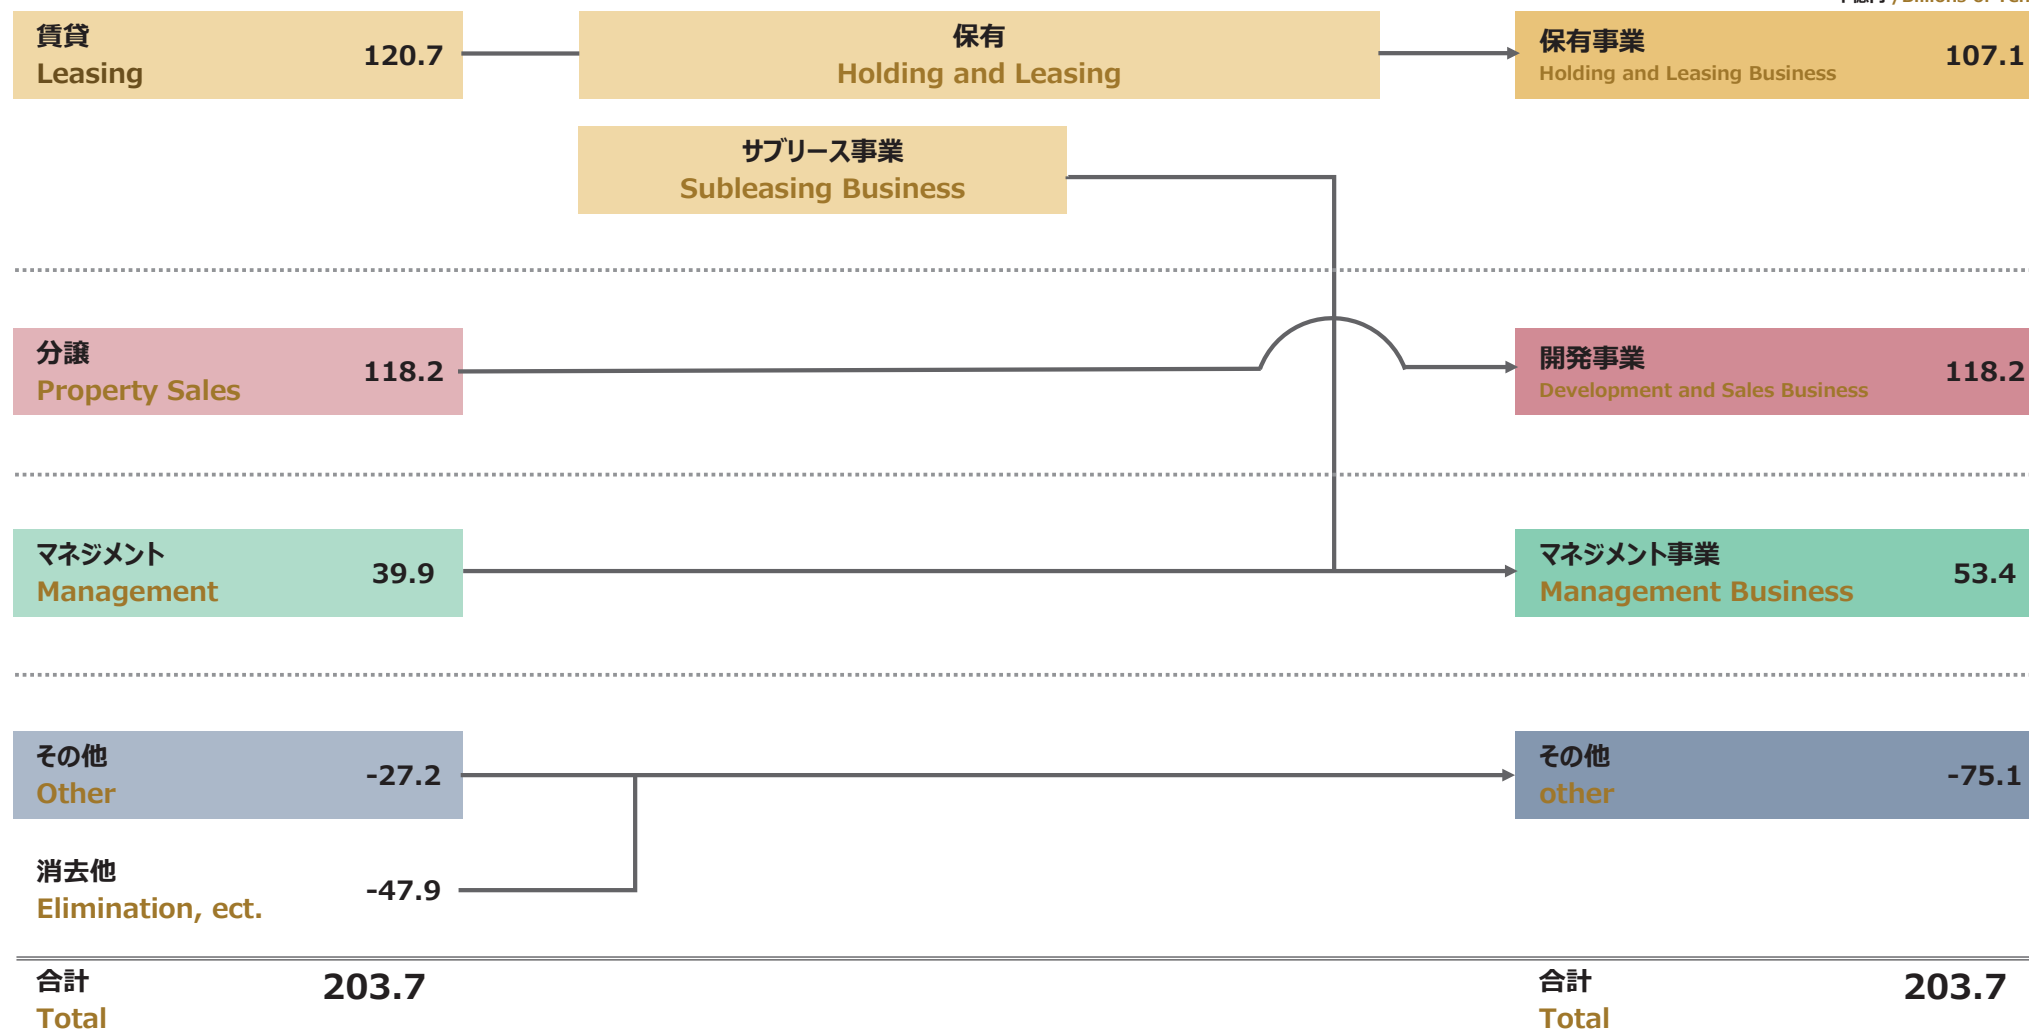 賃貸
Leasing
120.7
保有
Holding and Leasing
保有事業
Holding and Leasing Business
107.1
サブリース事業
Subleasing Business
分譲
Property Sales
118.2
開発事業
Development and Sales Business
118.2
マネジメント
Management
39.9
マネジメント事業
Management Business
53.4
その他
Other
-27.2
その他
other
-75.1
消去他
Elimination, ect.
-47.9
合計
Total
203.7
合計
Total
203.7